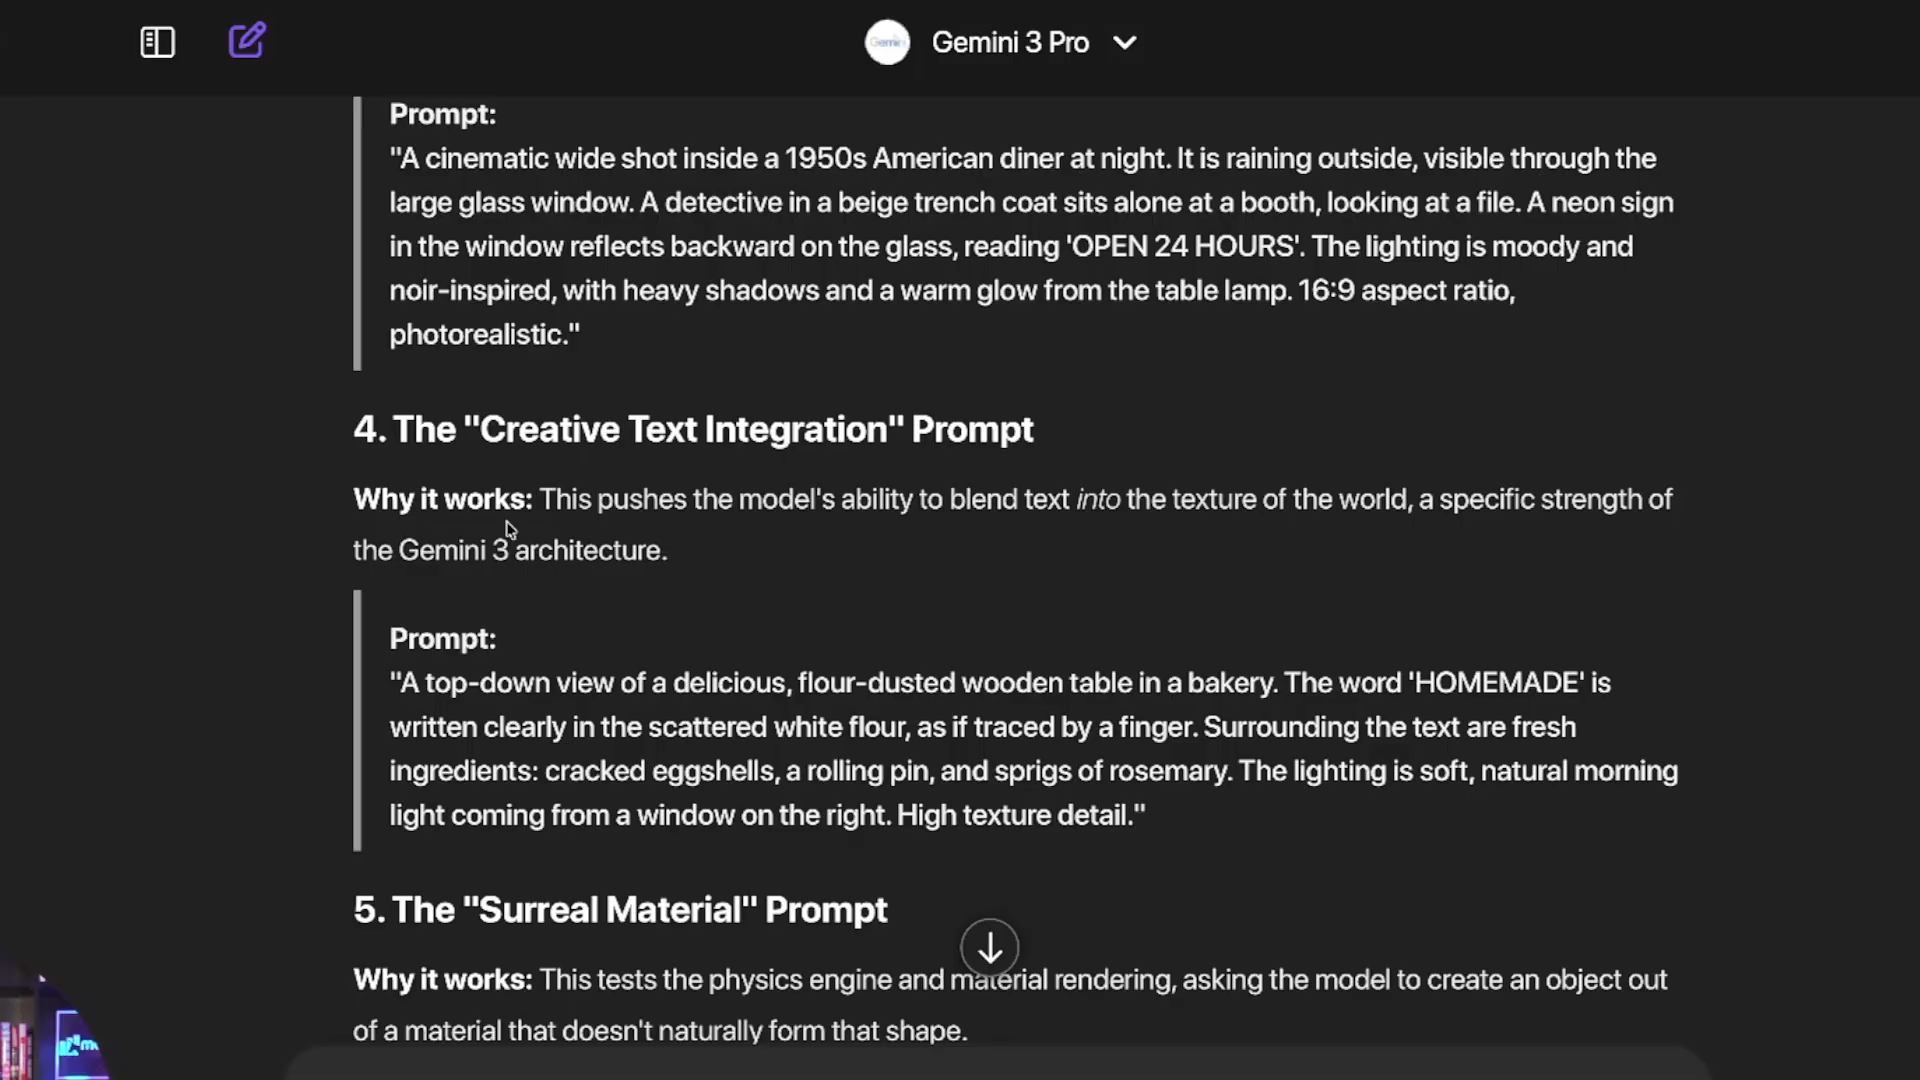 Gemini
Gemini 3 Pro
Prompt:
"A cinematic wide shot inside a 1950s American diner at night. It is raining outside, visible through the
large glass window. A detective in a beige trench coat sits alone at a booth, looking at a file. A neon sign
in the window reflects backward on the glass, reading 'OPEN 24 HOURS'. The lighting is moody and
noir-inspired, with heavy shadows and a warm glow from the table lamp. 16:9 aspect ratio,
photorealistic."
4. The "Creative Text Integration" Prompt
Why it works: This pushes the model's ability to blend text into the texture of the world, a specific strength of
the Gemini 3 architecture.
Prompt:
"A top-down view of a delicious, flour-dusted wooden table in a bakery. The word 'HOMEMADE' is
written clearly in the scattered white flour, as if traced by a finger. Surrounding the text are fresh
ingredients: cracked eggshells, a rolling pin, and sprigs of rosemary. The lighting is soft, natural morning
light coming from a window on the right. High texture detail."
5. The "Surreal Material" Prompt
Why it works: This tests the physics engine and material rendering, asking the model to create an object out
of a material that doesn't naturally form that shape.